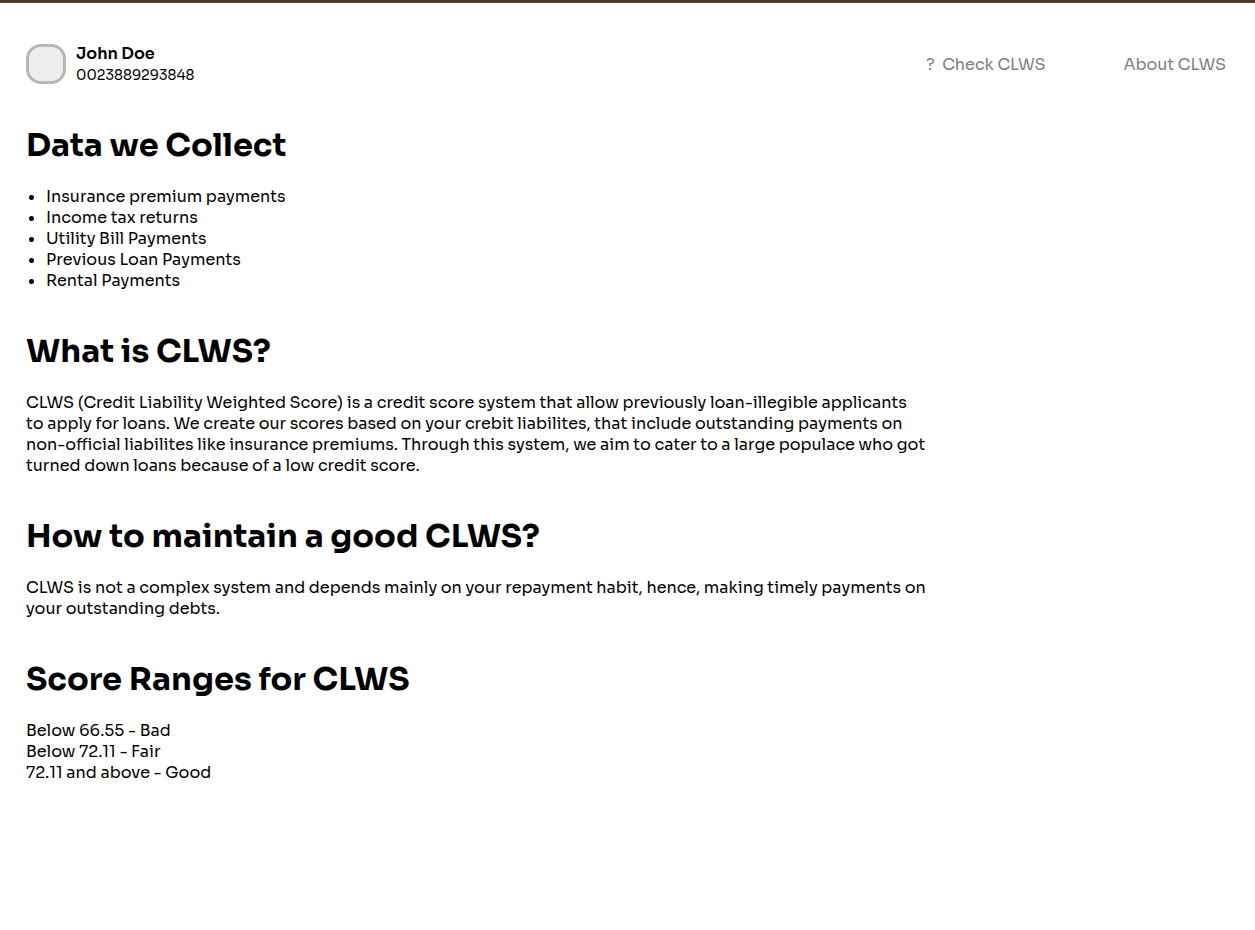 John Doe
0023889293848
? Check CLWS
About CLWS
Data we Collect
• Insurance premium payments
• Income tax returns
• Utility Bill Payments
• Previous Loan Payments
• Rental Payments
What is CLWS?
CLWS (Credit Liability Weighted Score) is a credit score system that allow previously loan-illegible applicants
to apply for loans. We create our scores based on your crebit liabilites, that include outstanding payments on
non-official liabilites like insurance premiums. Through this system, we aim to cater to a large populace who got
turned down loans because of a low credit score.
How to maintain a good CLWS?
CLWS is not a complex system and depends mainly on your repayment habit, hence, making timely payments on
your outstanding debts.
Score Ranges for CLWS
Below 66.55 - Bad
Below 72.11 - Fair
72.11 and above - Good